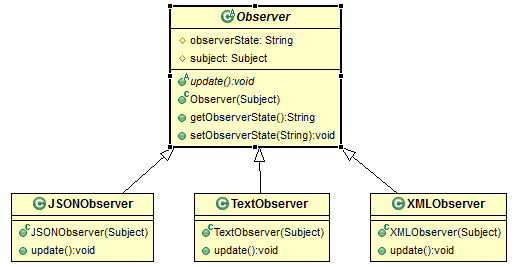 Observer
observerState: String
subject: Subject
update():void
Observer(Subject)
getObserverState():String
setObserverState(String):void
JSONObserver
TextObserver
XMLObserver
JSONObserver(Subject)
update():void
TextObserver(Subject)
update():void
XMLObserver(Subject)
update():void